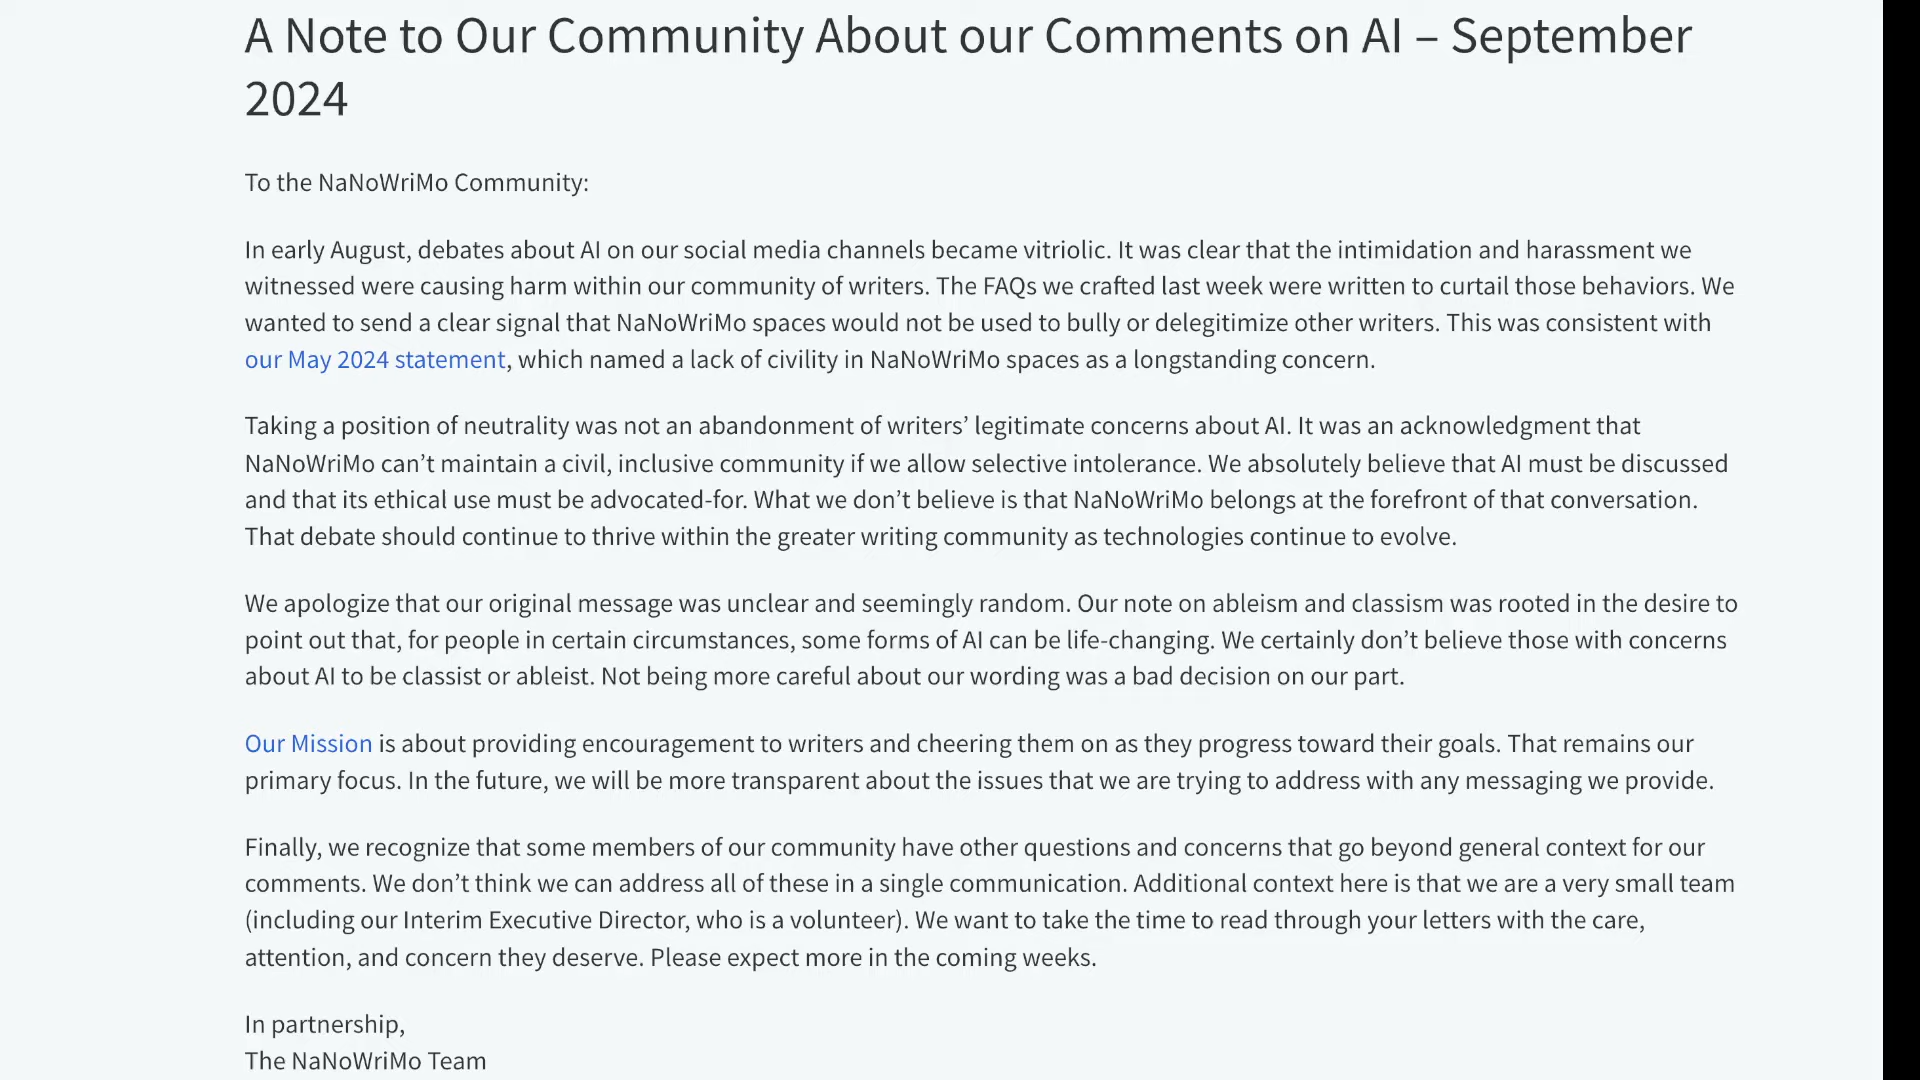 A Note to Our Community About our Comments on AI – September
2024
To the NaNoWriMo Community:
In early August, debates about AI on our social media channels became vitriolic. It was clear that the intimidation and harassment we
witnessed were causing harm within our community of writers. The FAQs we crafted last week were written to curtail those behaviors. We
wanted to send a clear signal that NaNoWriMo spaces would not be used to bully or delegitimize other writers. This was consistent with
our May 2024 statement, which named a lack of civility in NaNoWriMo spaces as a longstanding concern.
Taking a position of neutrality was not an abandonment of writers’ legitimate concerns about AI. It was an acknowledgment that
NaNoWriMo can’t maintain a civil, inclusive community if we allow selective intolerance. We absolutely believe that AI must be discussed
and that its ethical use must be advocated-for. What we don’t believe is that NaNoWriMo belongs at the forefront of that conversation.
That debate should continue to thrive within the greater writing community as technologies continue to evolve.
We apologize that our original message was unclear and seemingly random. Our note on ableism and classism was rooted in the desire to
point out that, for people in certain circumstances, some forms of AI can be life-changing. We certainly don’t believe those with concerns
about AI to be classist or ableist. Not being more careful about our wording was a bad decision on our part.
Our Mission is about providing encouragement to writers and cheering them on as they progress toward their goals. That remains our
primary focus. In the future, we will be more transparent about the issues that we are trying to address with any messaging we provide.
Finally, we recognize that some members of our community have other questions and concerns that go beyond general context for our
comments. We don’t think we can address all of these in a single communication. Additional context here is that we are a very small team
(including our Interim Executive Director, who is a volunteer). We want to take the time to read through your letters with the care,
attention, and concern they deserve. Please expect more in the coming weeks.
In partnership,
The NaNoWriMo Team